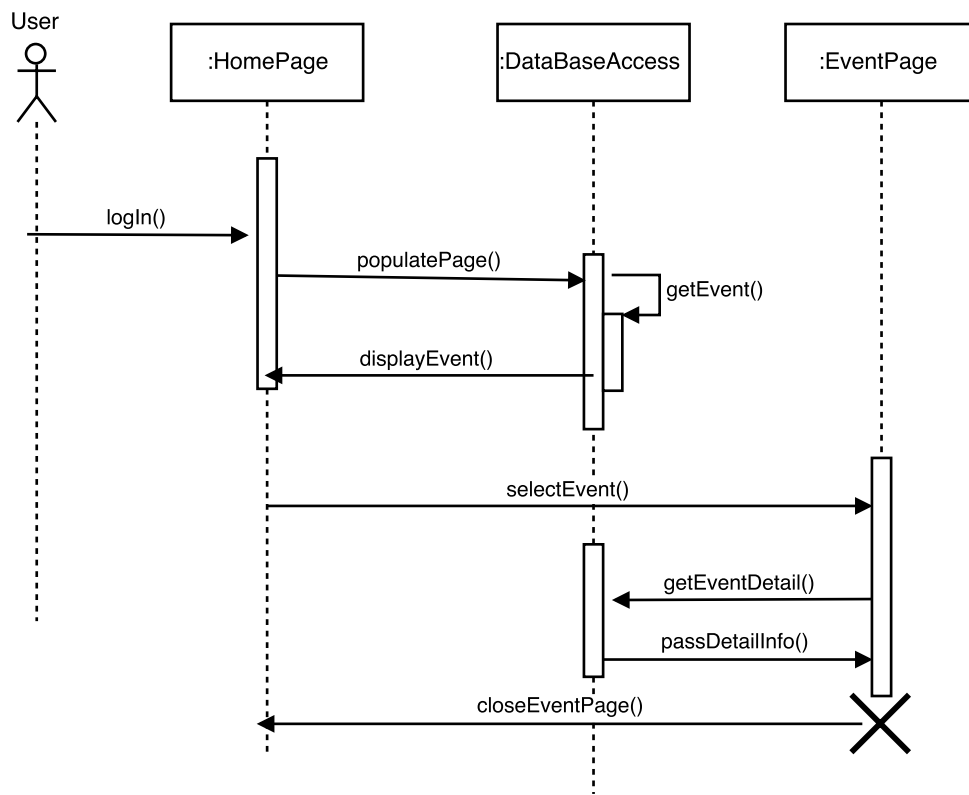 User
:HomePage
:DataBaseAccess
:EventPage
logIn()
populatePage()
getEvent()
displayEvent()
selectEvent()
getEventDetail()
passDetailInfo()
closeEventPage()